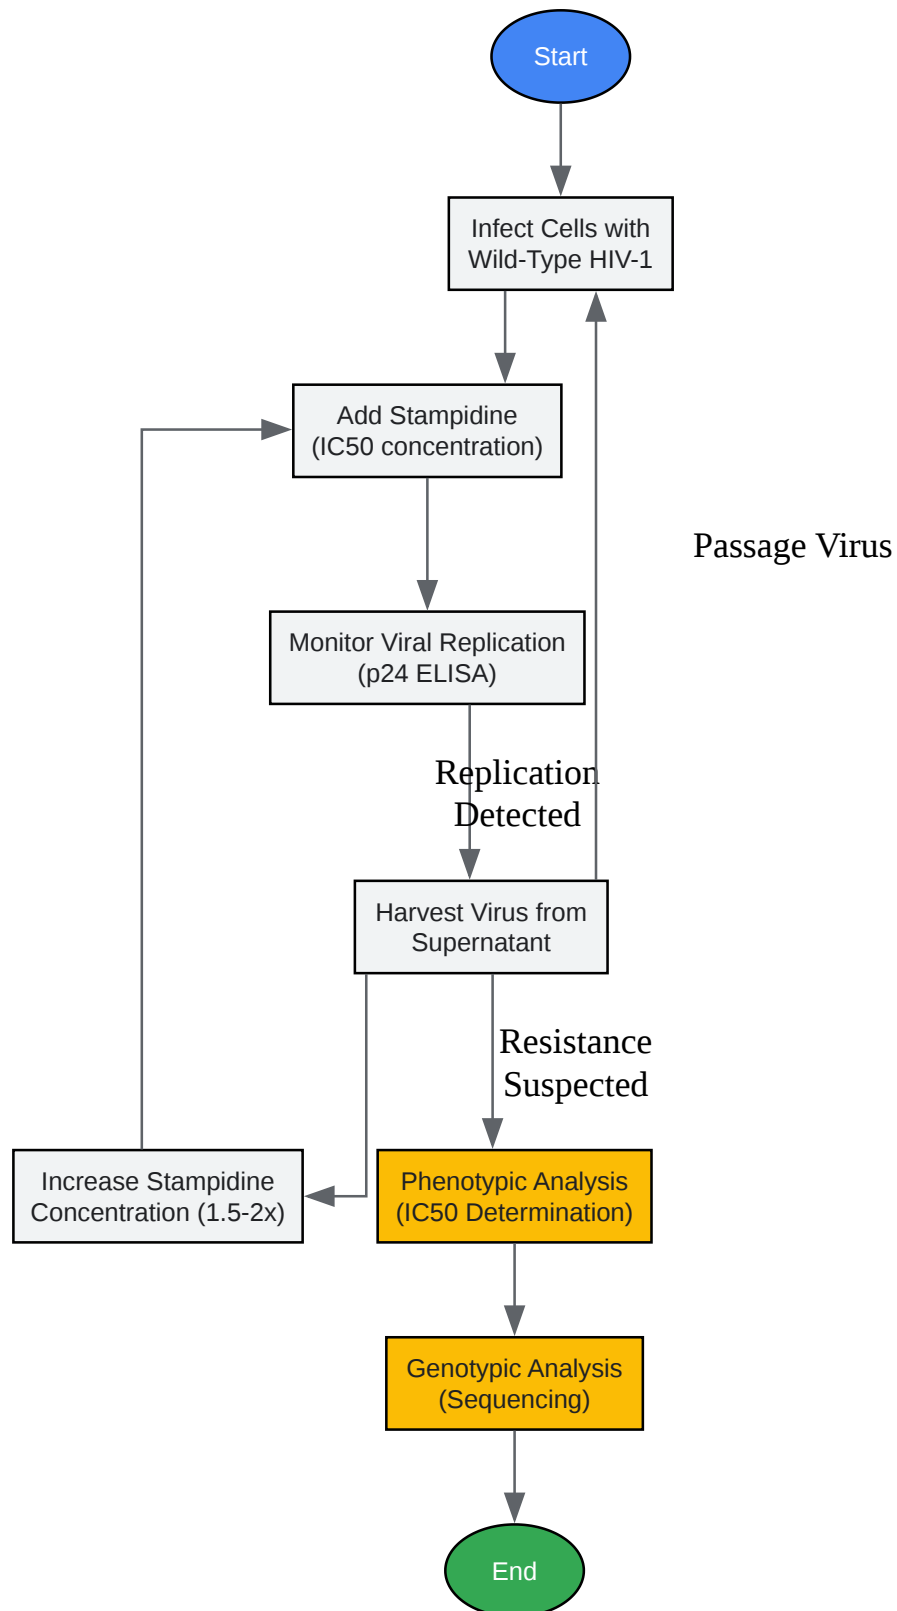 Start
Infect Cells with
Wild-Type HIV-1
Add Stampidine
(IC50 concentration)
Passage Virus
Monitor Viral Replication
(p24 ELISA)
Replication
Detected
Harvest Virus from
Supernatant
Resistance
Suspected
Increase Stampidine
Concentration (1.5-2x)
Phenotypic Analysis
(IC50 Determination)
Genotypic Analysis
(Sequencing)
End